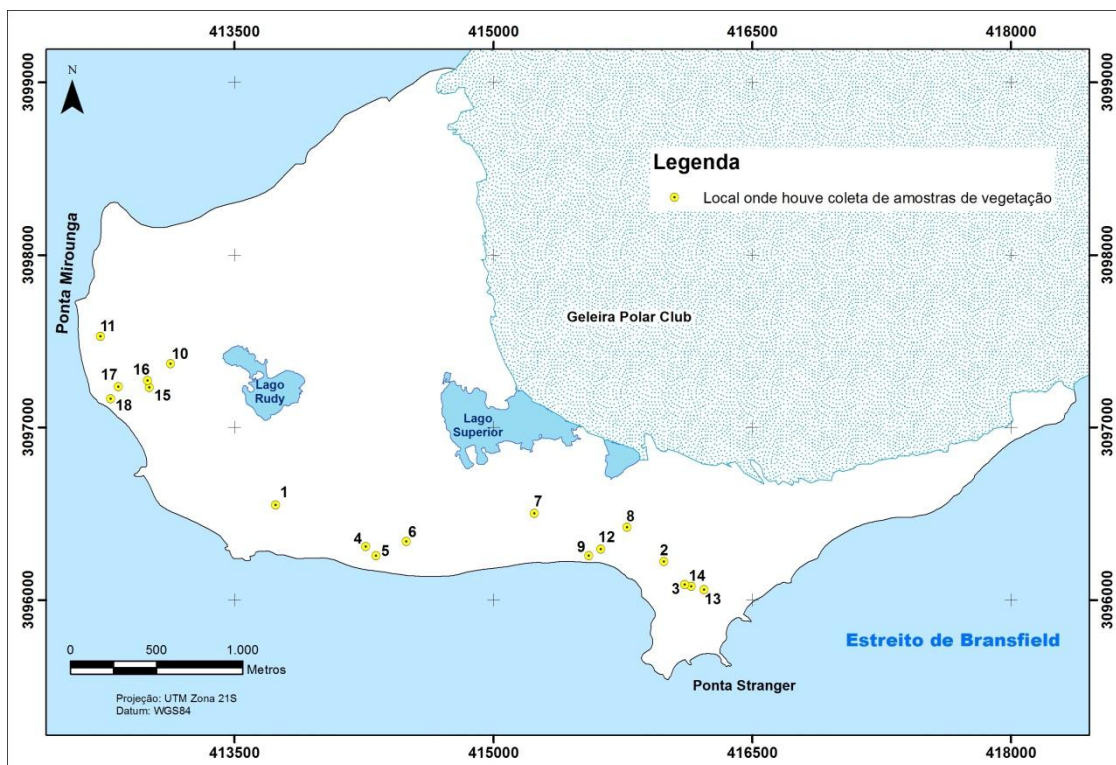 413500 415000 416500 418000
N
3099000 3099000
Legenda
Local onde houve coleta de amostras de vegetação
3098000 3098000
Ponta Mirounga
Geleira Polar Club
11
10
16
17
15
18
Lago
Rudy
Lago
Superior
3097000 3097000
1
7
8
6
4
5
12
9
2
14
3
13
3096000 3096000
Estreito de Bransfield
0 500 1.000
Metros
Ponta Stranger
Projeção: UTM Zona 21S
Datum: WGS84
413500 415000 416500 418000